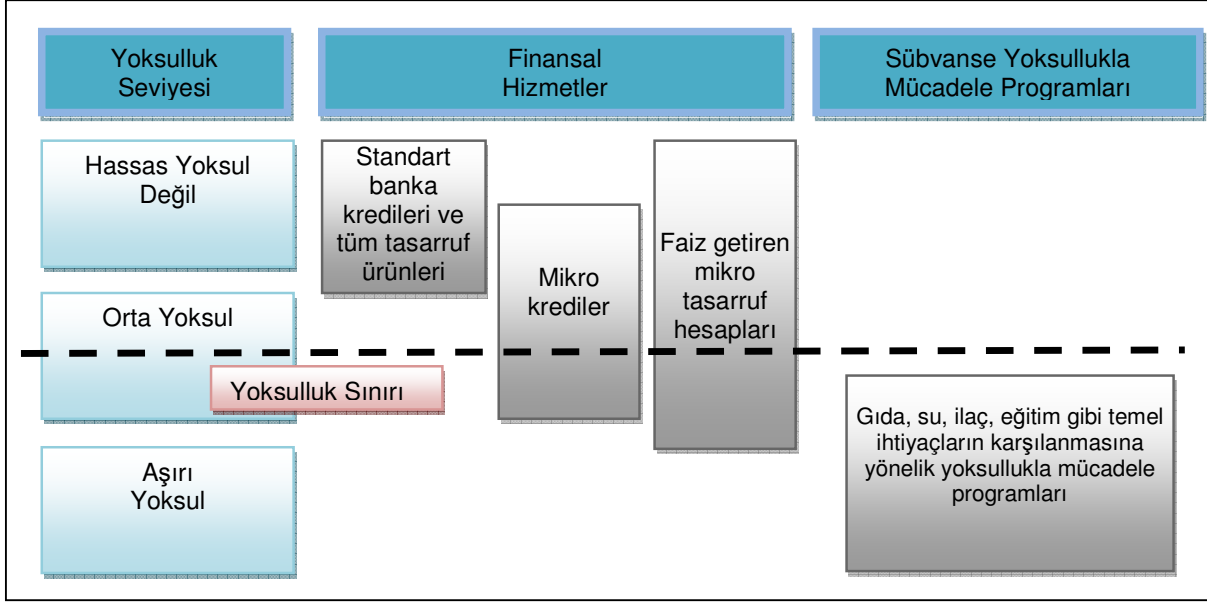 Yoksulluk
Seviyesi
Finansal
Hizmetler
Sübvanse Yoksullukla
Mücadele Programları
Hassas Yoksul
Değil
Standart
banka
kredileri ve
tüm tasarruf
ürünleri
Mikro
krediler
Faiz getiren
mikro
tasarruf
hesapları
Orta Yoksul
Yoksulluk Sınırı
Gıda, su, ilaç, eğitim gibi temel
ihtiyaçların karşılanmasına
yönelik yoksullukla mücadele
programları
Aşırı
Yoksul